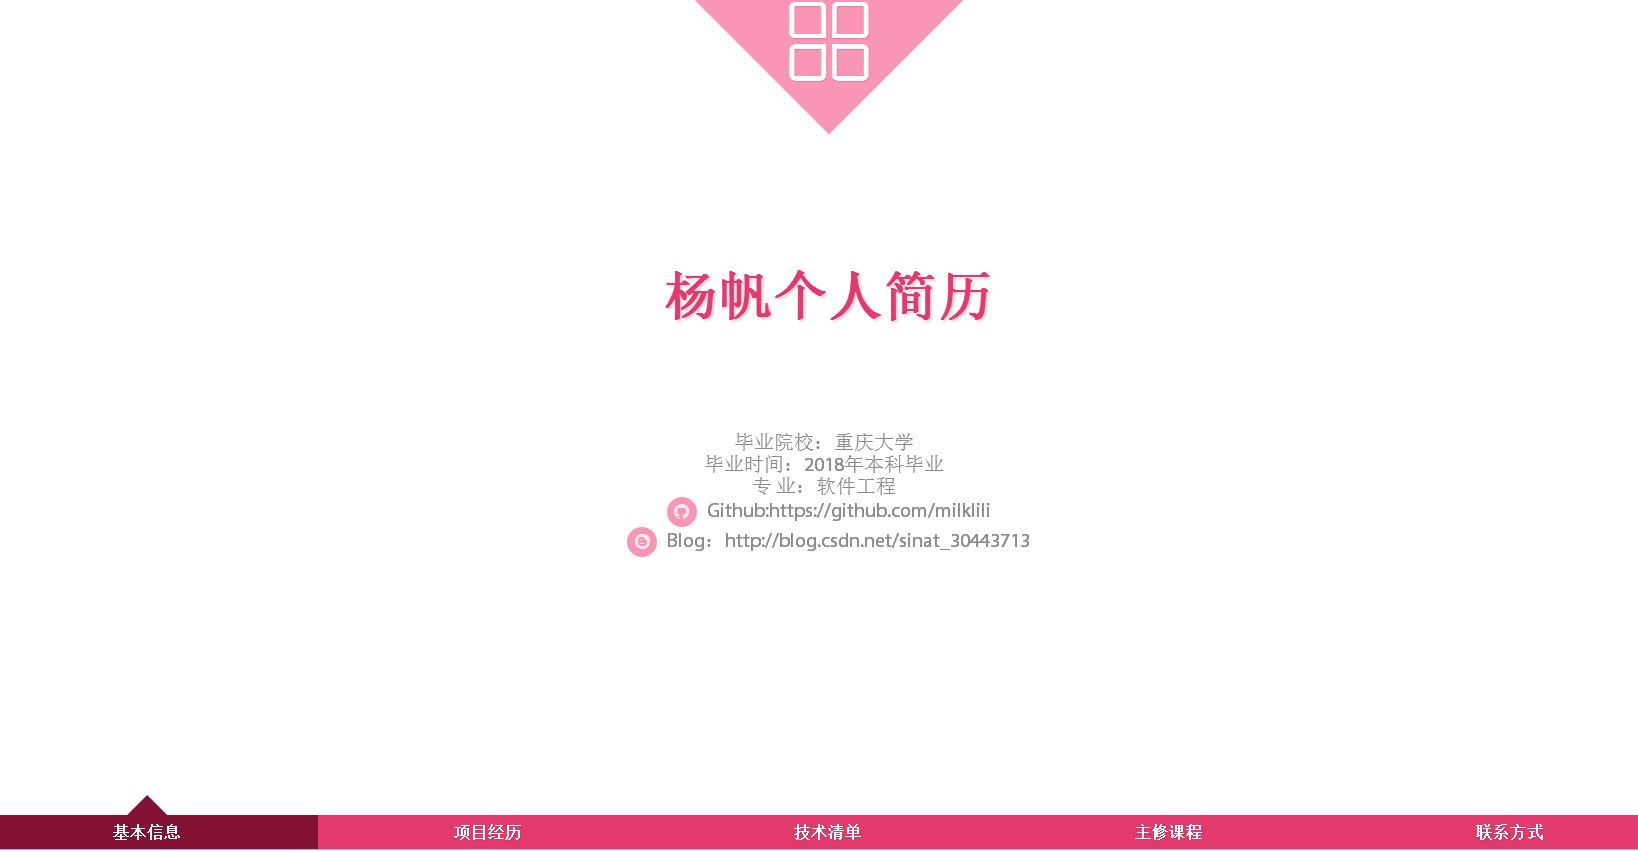 杨帆个人简历
毕业院校：重庆大学
毕业时间：2018年本科毕业
专 业：软件工程
Github:https://github.com/milklili
Blog：http://blog.csdn.net/sinat_30443713
基本信息
项目经历
技术清单
主修课程
联系方式